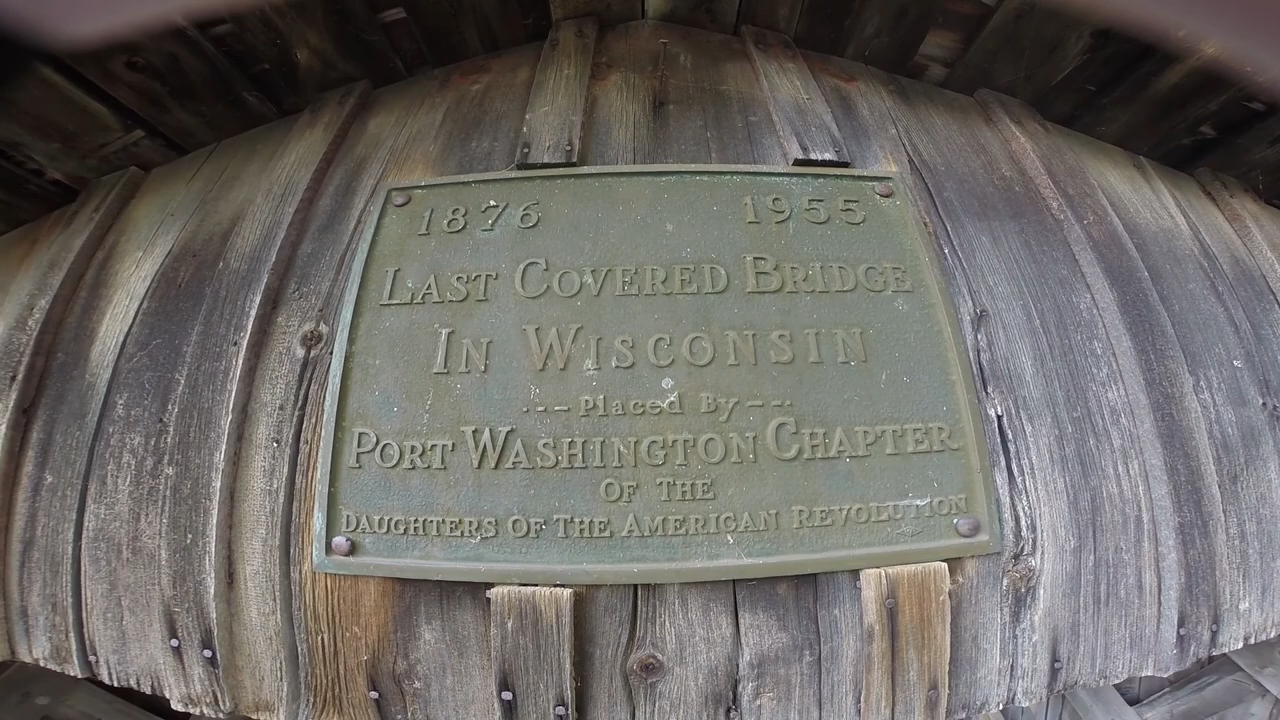 1876 1955
LAST COVERED BRIDGE
IN WISCONSIN
---Placed By---
PORT WASHINGTON CHAPTER
OF THE
DAUGHTERS OF THE AMERICAN REVOLUTION